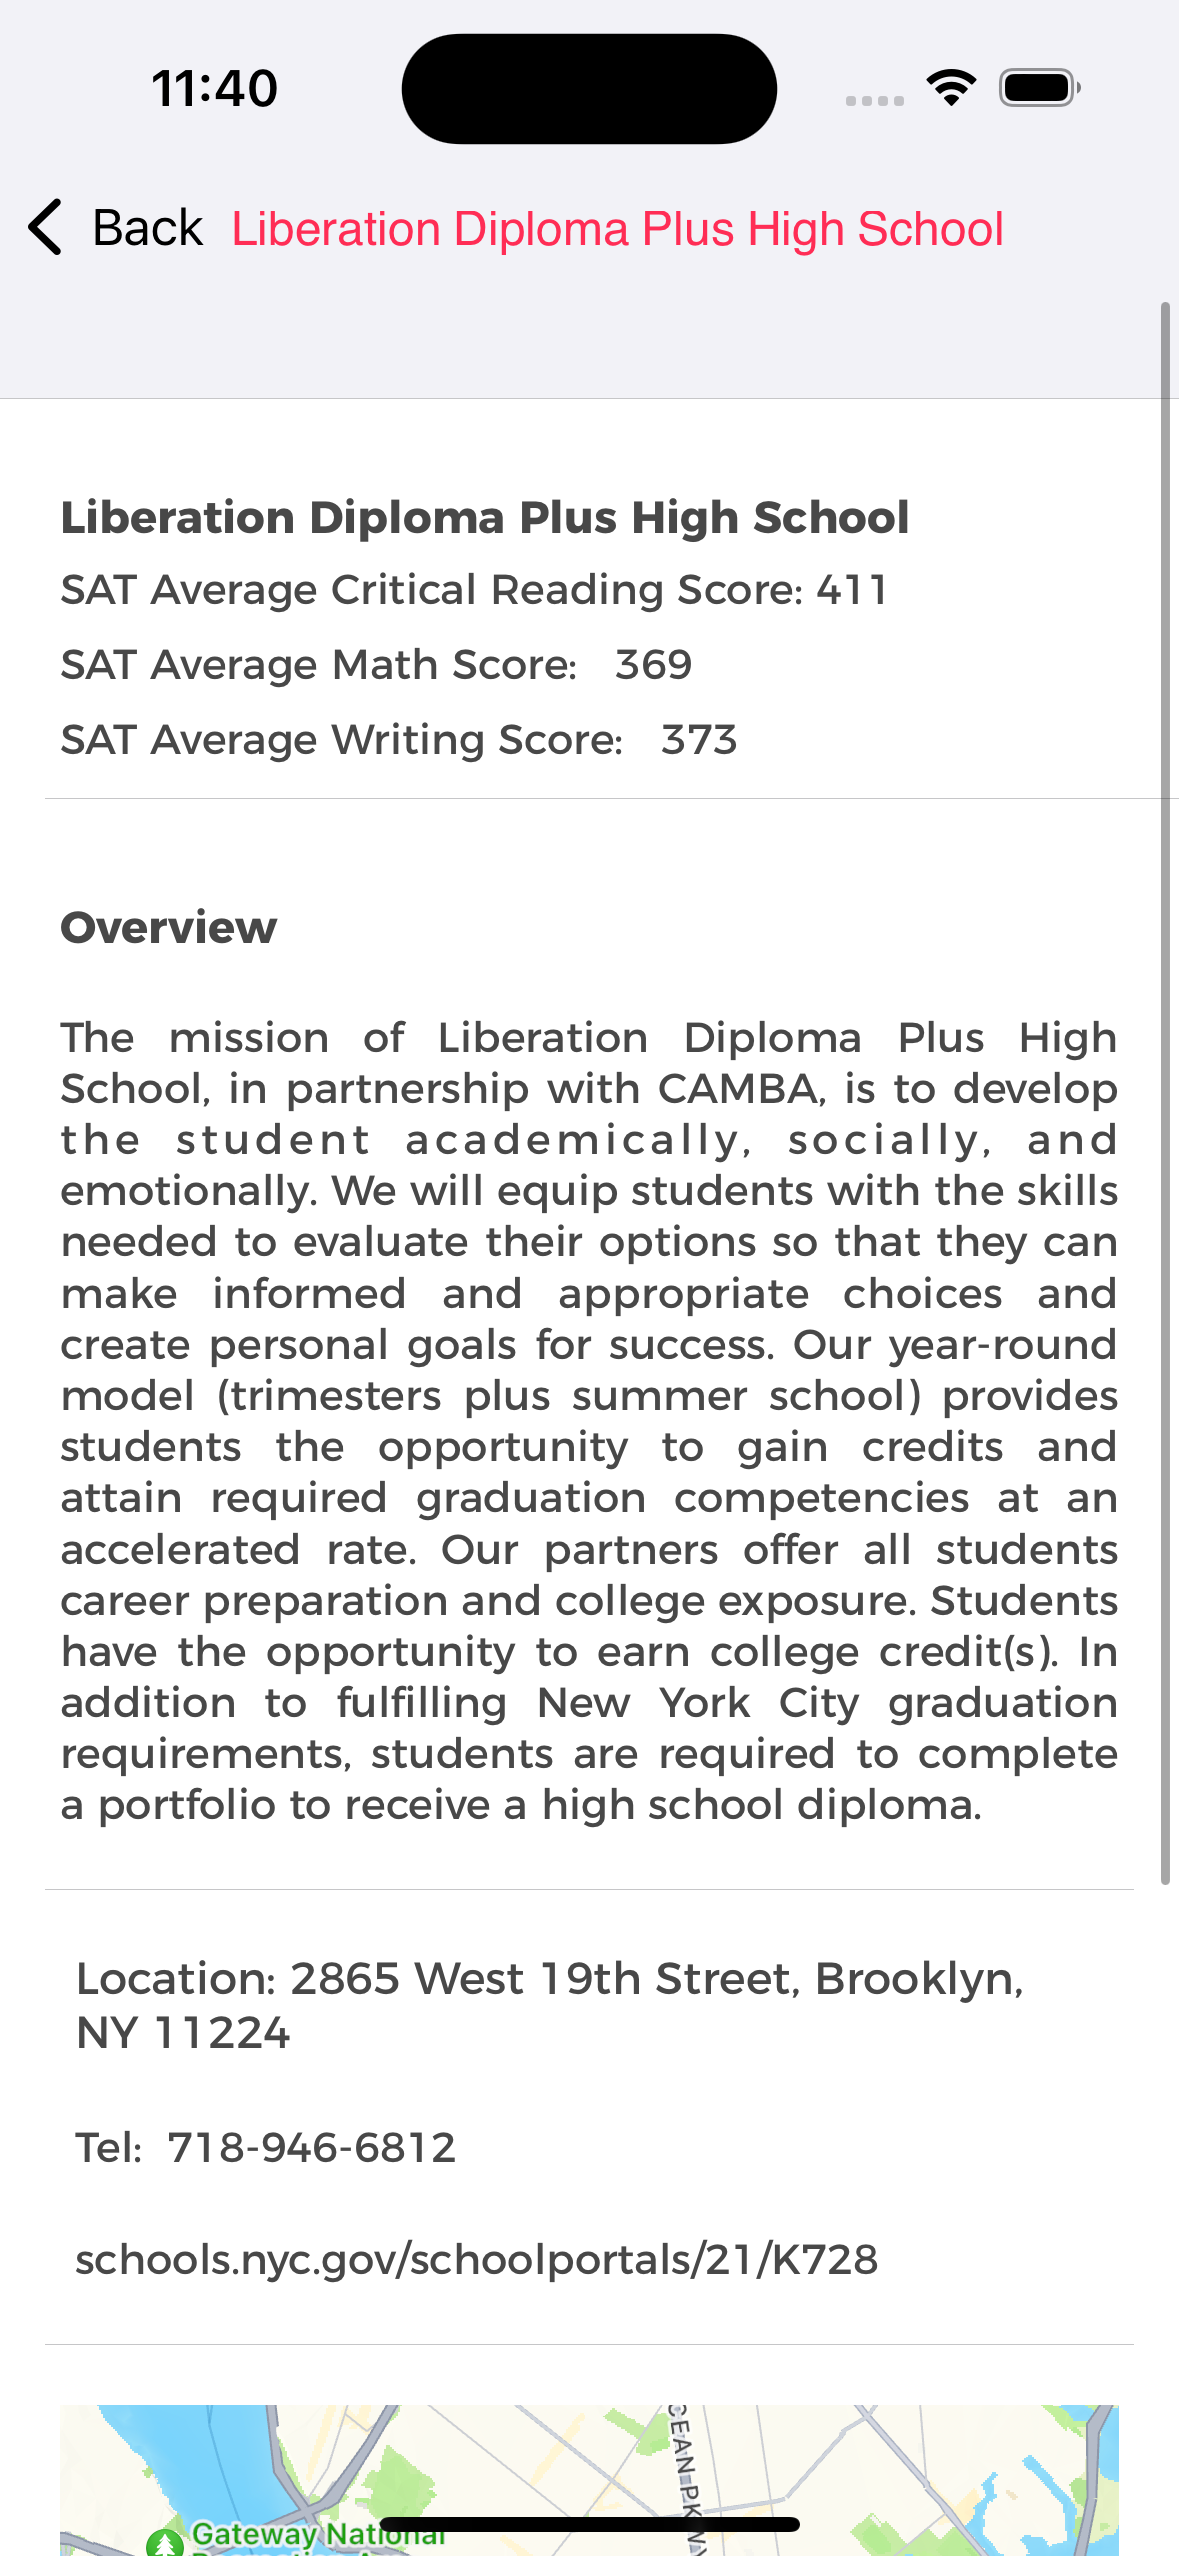 11:40
Back Liberation Diploma Plus High School
Liberation Diploma Plus High School
SAT Average Critical Reading Score: 411
SAT Average Math Score: 369
SAT Average Writing Score: 373
Overview
The mission of Liberation Diploma Plus High
School, in partnership with CAMBA, is to develop
the student academically, socially, and
emotionally. We will equip students with the skills
needed to evaluate their options so that they can
make informed and appropriate choices and
create personal goals for success. Our year-round
model (trimesters plus summer school) provides
students the opportunity to gain credits and
attain required graduation competencies at an
accelerated rate. Our partners offer all students
career preparation and college exposure. Students
have the opportunity to earn college credit(s). In
addition to fulfilling New York City graduation
requirements, students are required to complete
a portfolio to receive a high school diploma.
Location: 2865 West 19th Street, Brooklyn,
NY 11224
Tel: 718-946-6812
schools.nyc.gov/schoolportals/21/K728
Gateway National